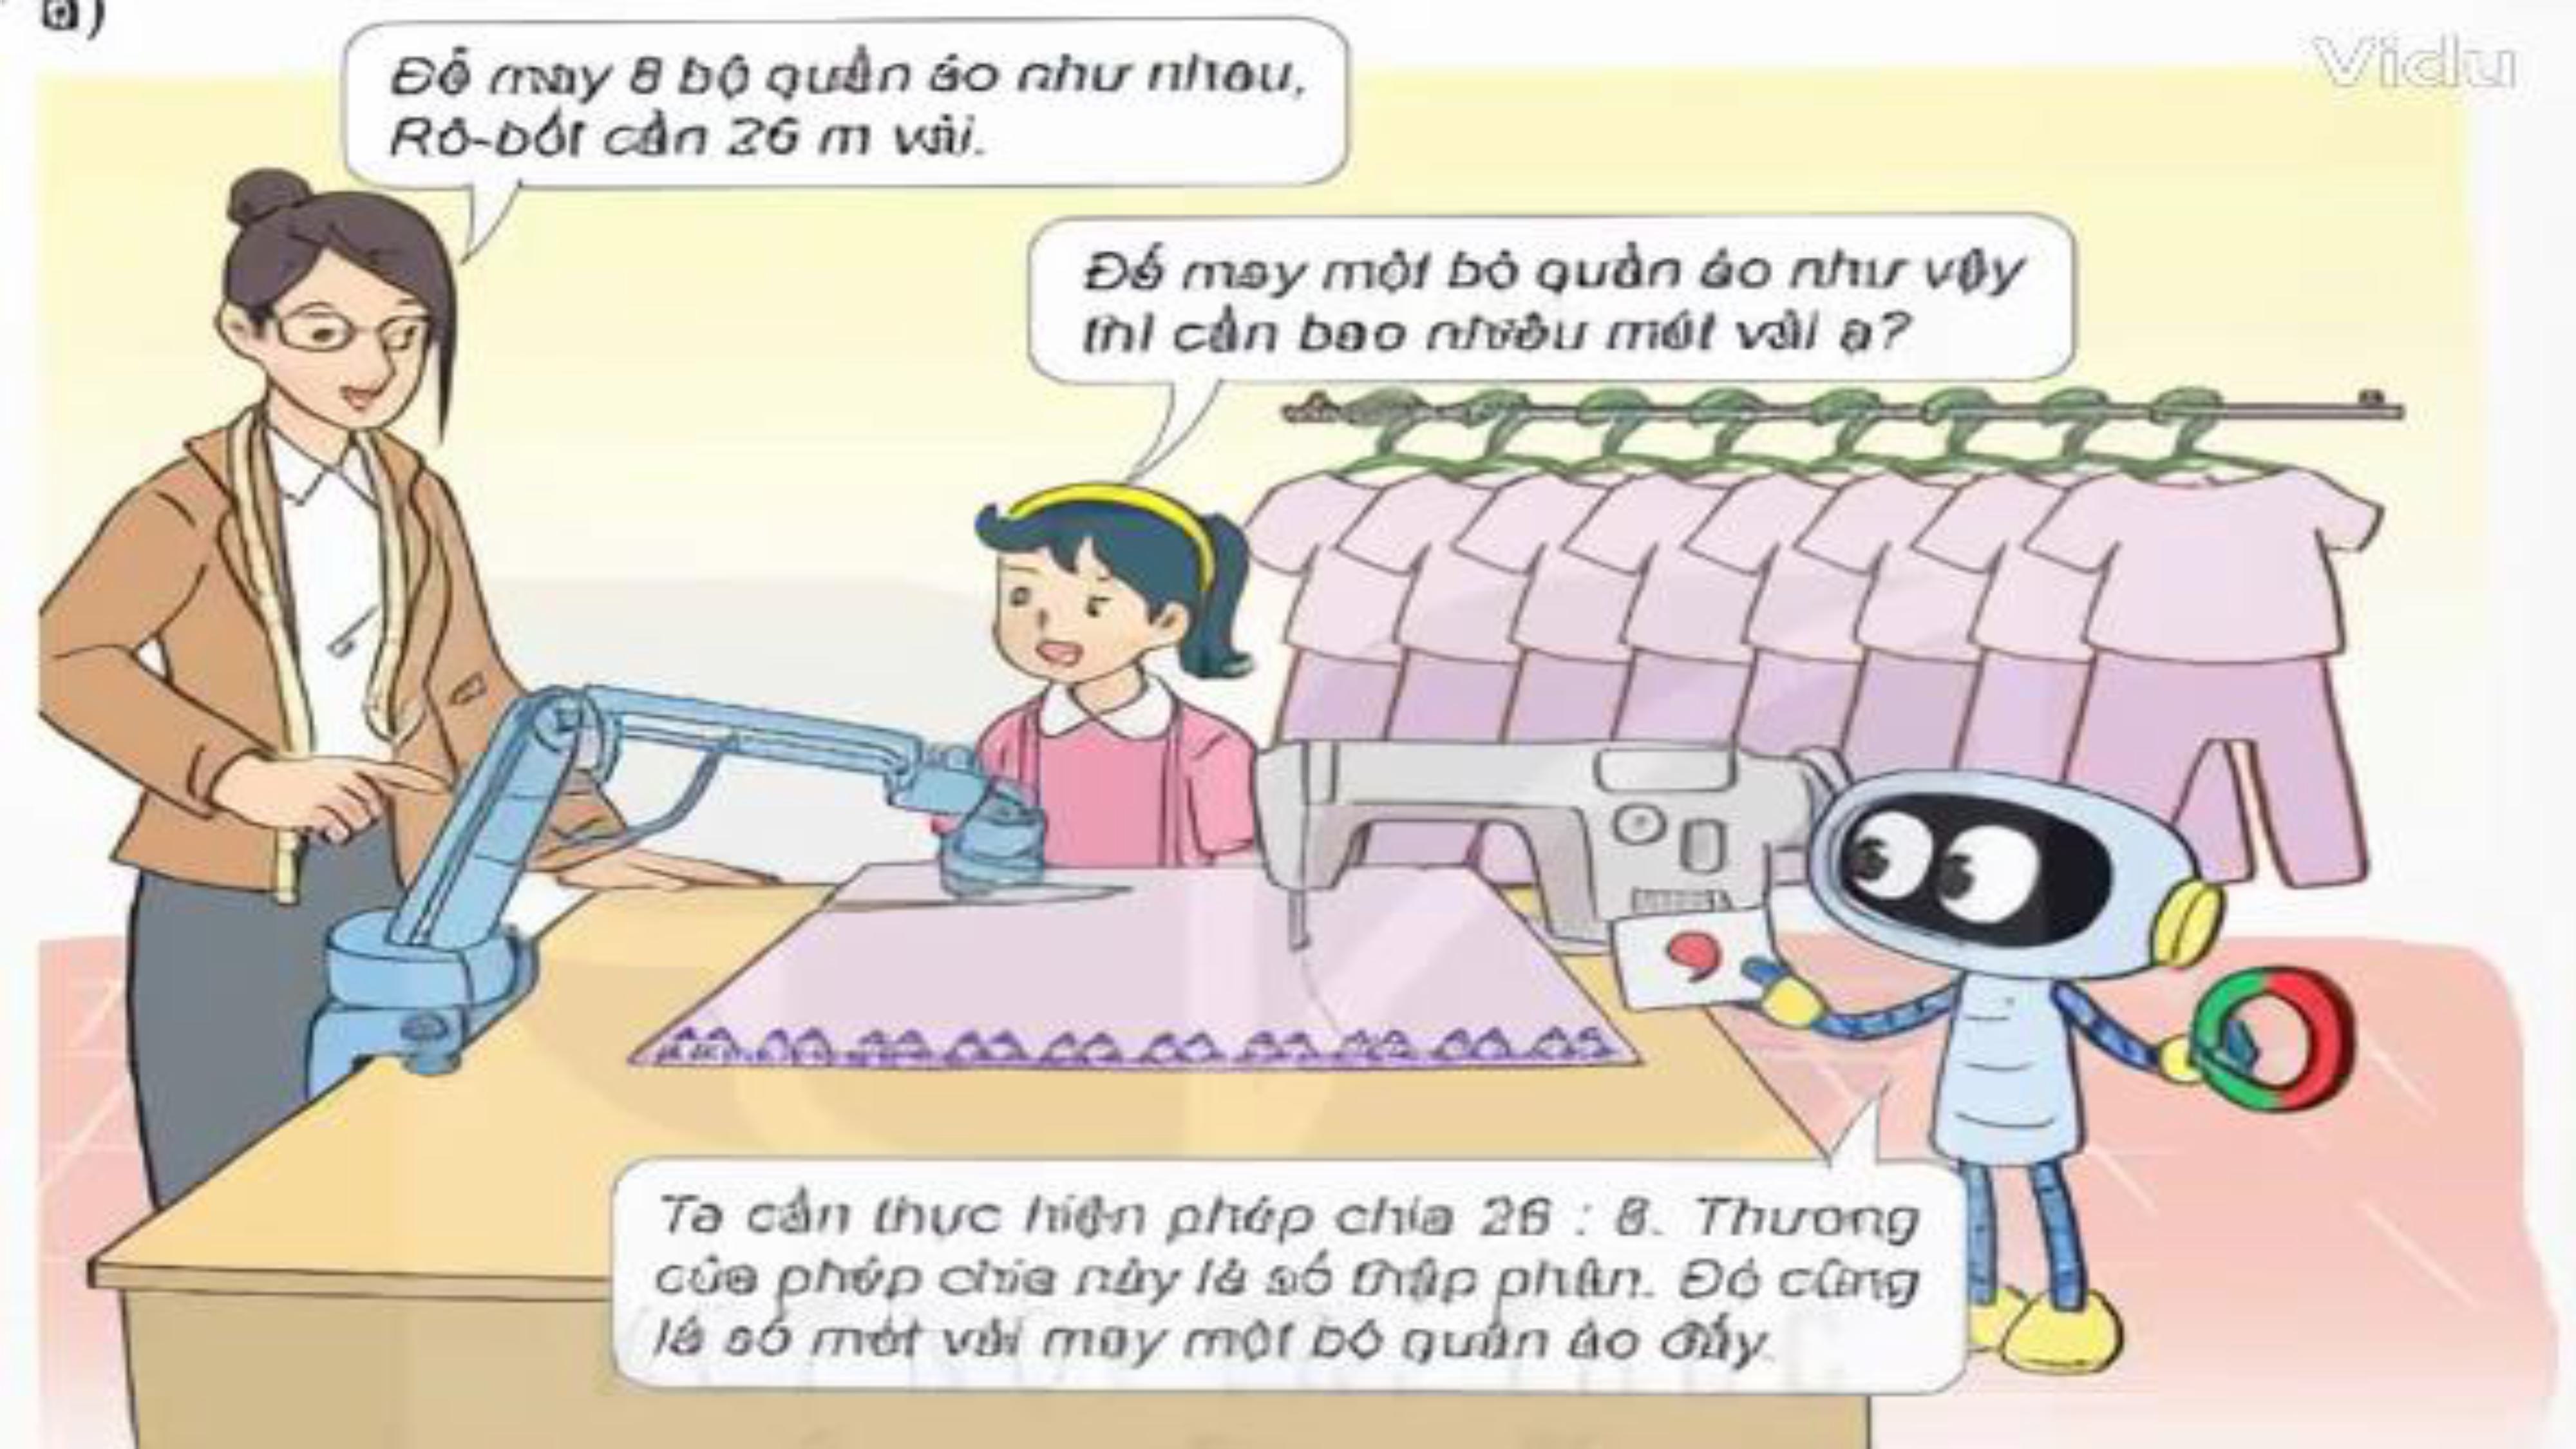 a)
Vidu
Để may 8 bộ quần áo như nhau,
Rô-bốt cần 26 m vải.
Để may một bộ quần áo như vậy
thì cần bao nhiêu mét vải ạ?
Ta cần thực hiện phép chia 26 : 8. Thương
của phép chia này là số thập phân. Đó cũng
là số mét vải may một bộ quần áo đấy.